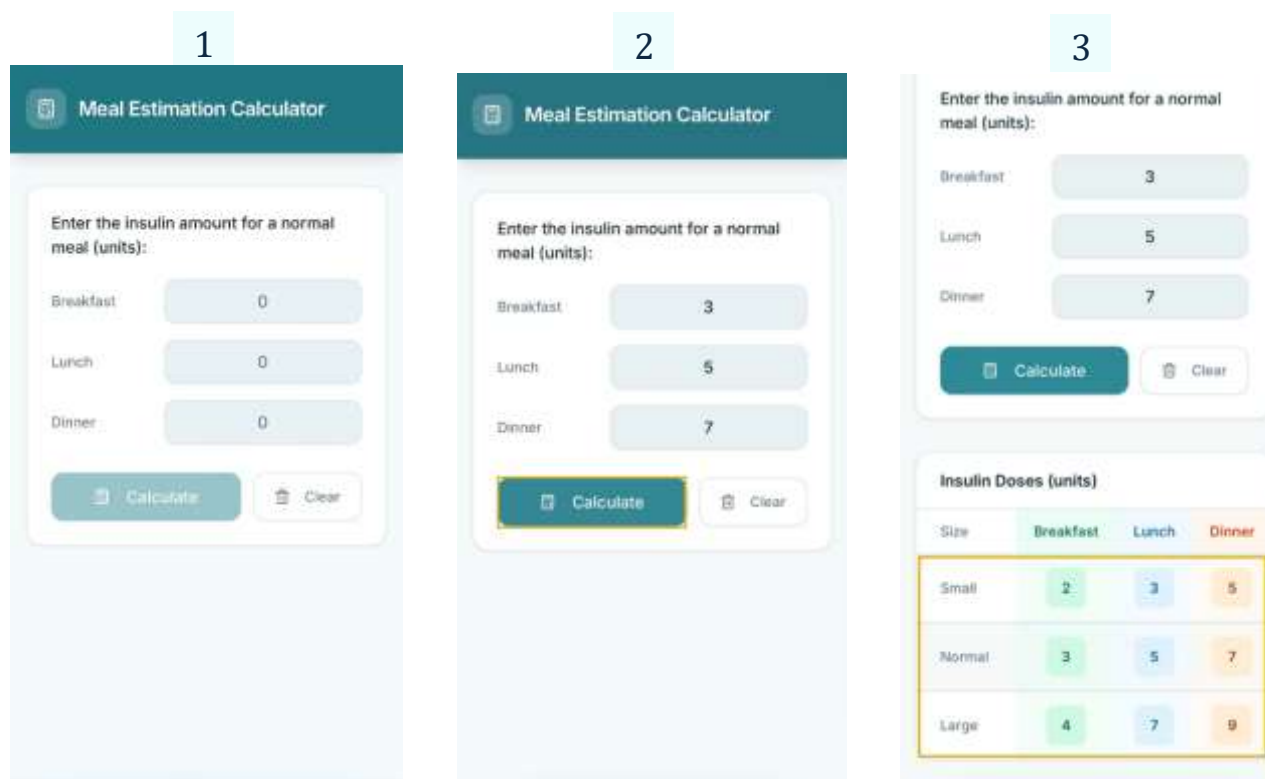 1
Meal Estimation Calculator
Enter the insulin amount for a normal
meal (units):
Breakfast 0
Lunch 0
Dinner 0
Calculate Clear
2
Meal Estimation Calculator
Enter the insulin amount for a normal
meal (units):
Breakfast 3
Lunch 5
Dinner 7
Calculate Clear
3
Enter the insulin amount for a normal
meal (units):
Breakfast 3
Lunch 5
Dinner 7
Calculate Clear
Insulin Doses (units)
Size Breakfast Lunch Dinner
Small 2 3 5
Normal 3 5 7
Large 4 7 9